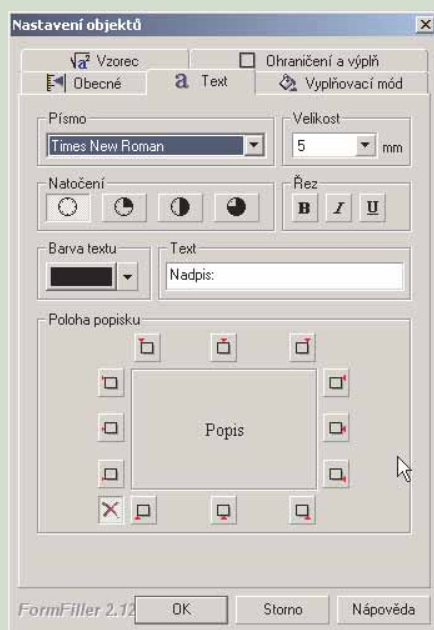 Nastavení objektů
Vzorec Ohraničení a výplň
Obecné Text Vyplňovací mód
Písmo Velikost
Times New Roman 5 mm
Natočení Řez
B I U
Barva textu Text
Nadpis:
Poloha popisku
Popis
FormFiller 2.12 OK Storno Nápověda